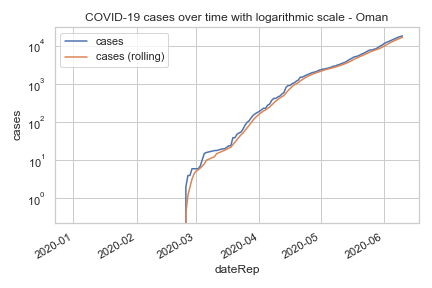 COVID-19 cases over time with logarithmic scale - Oman
cases
cases (rolling)
10^4
10^3
10^2
10^1
10^0
cases
2020-01
2020-02
2020-03
2020-04
2020-05
2020-06
dateRep